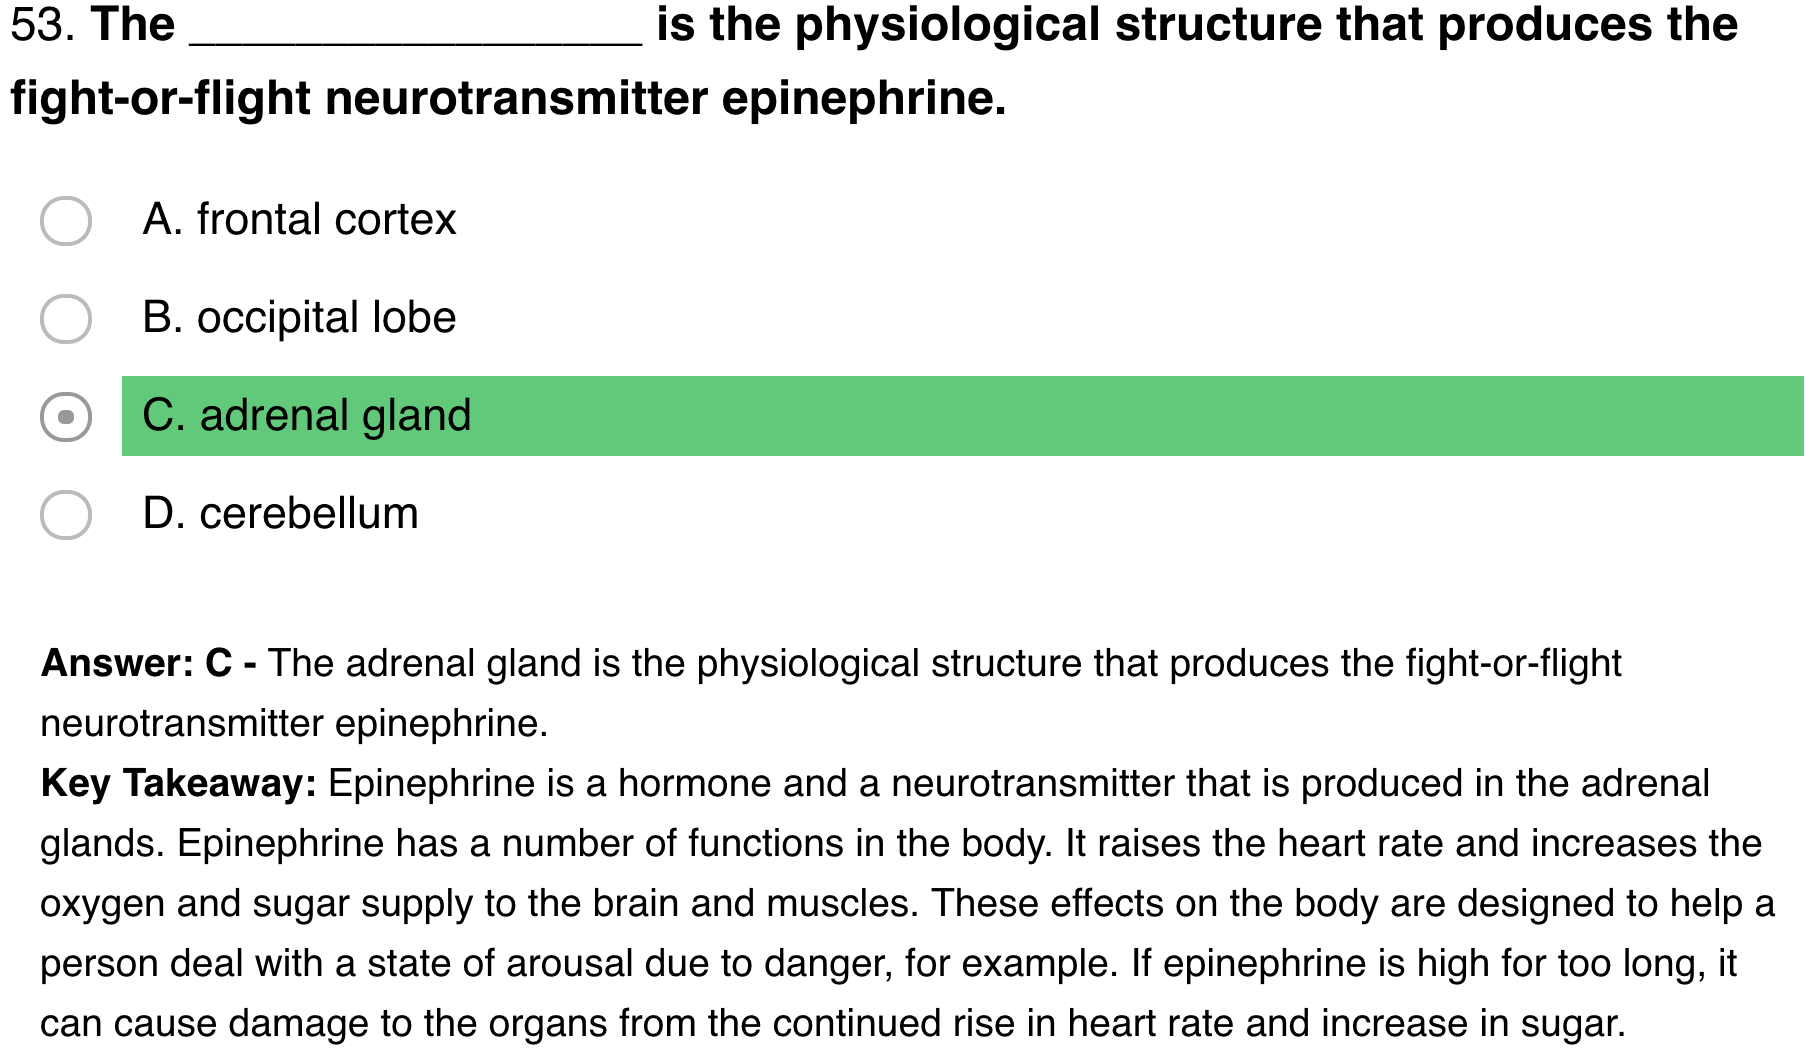 53. The _________________ is the physiological structure that produces the
fight-or-flight neurotransmitter epinephrine.
A. frontal cortex
B. occipital lobe
C. adrenal gland
D. cerebellum
Answer: C - The adrenal gland is the physiological structure that produces the fight-or-flight
neurotransmitter epinephrine.
Key Takeaway: Epinephrine is a hormone and a neurotransmitter that is produced in the adrenal
glands. Epinephrine has a number of functions in the body. It raises the heart rate and increases the
oxygen and sugar supply to the brain and muscles. These effects on the body are designed to help a
person deal with a state of arousal due to danger, for example. If epinephrine is high for too long, it
can cause damage to the organs from the continued rise in heart rate and increase in sugar.